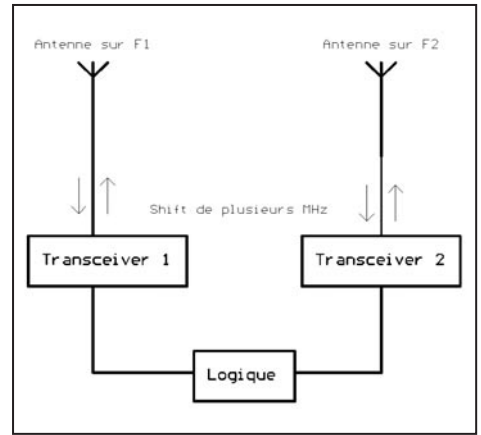 Antenne sur F1
Antenne sur F2
Shift de plusieurs MHz
Transceiver 1
Transceiver 2
Logique